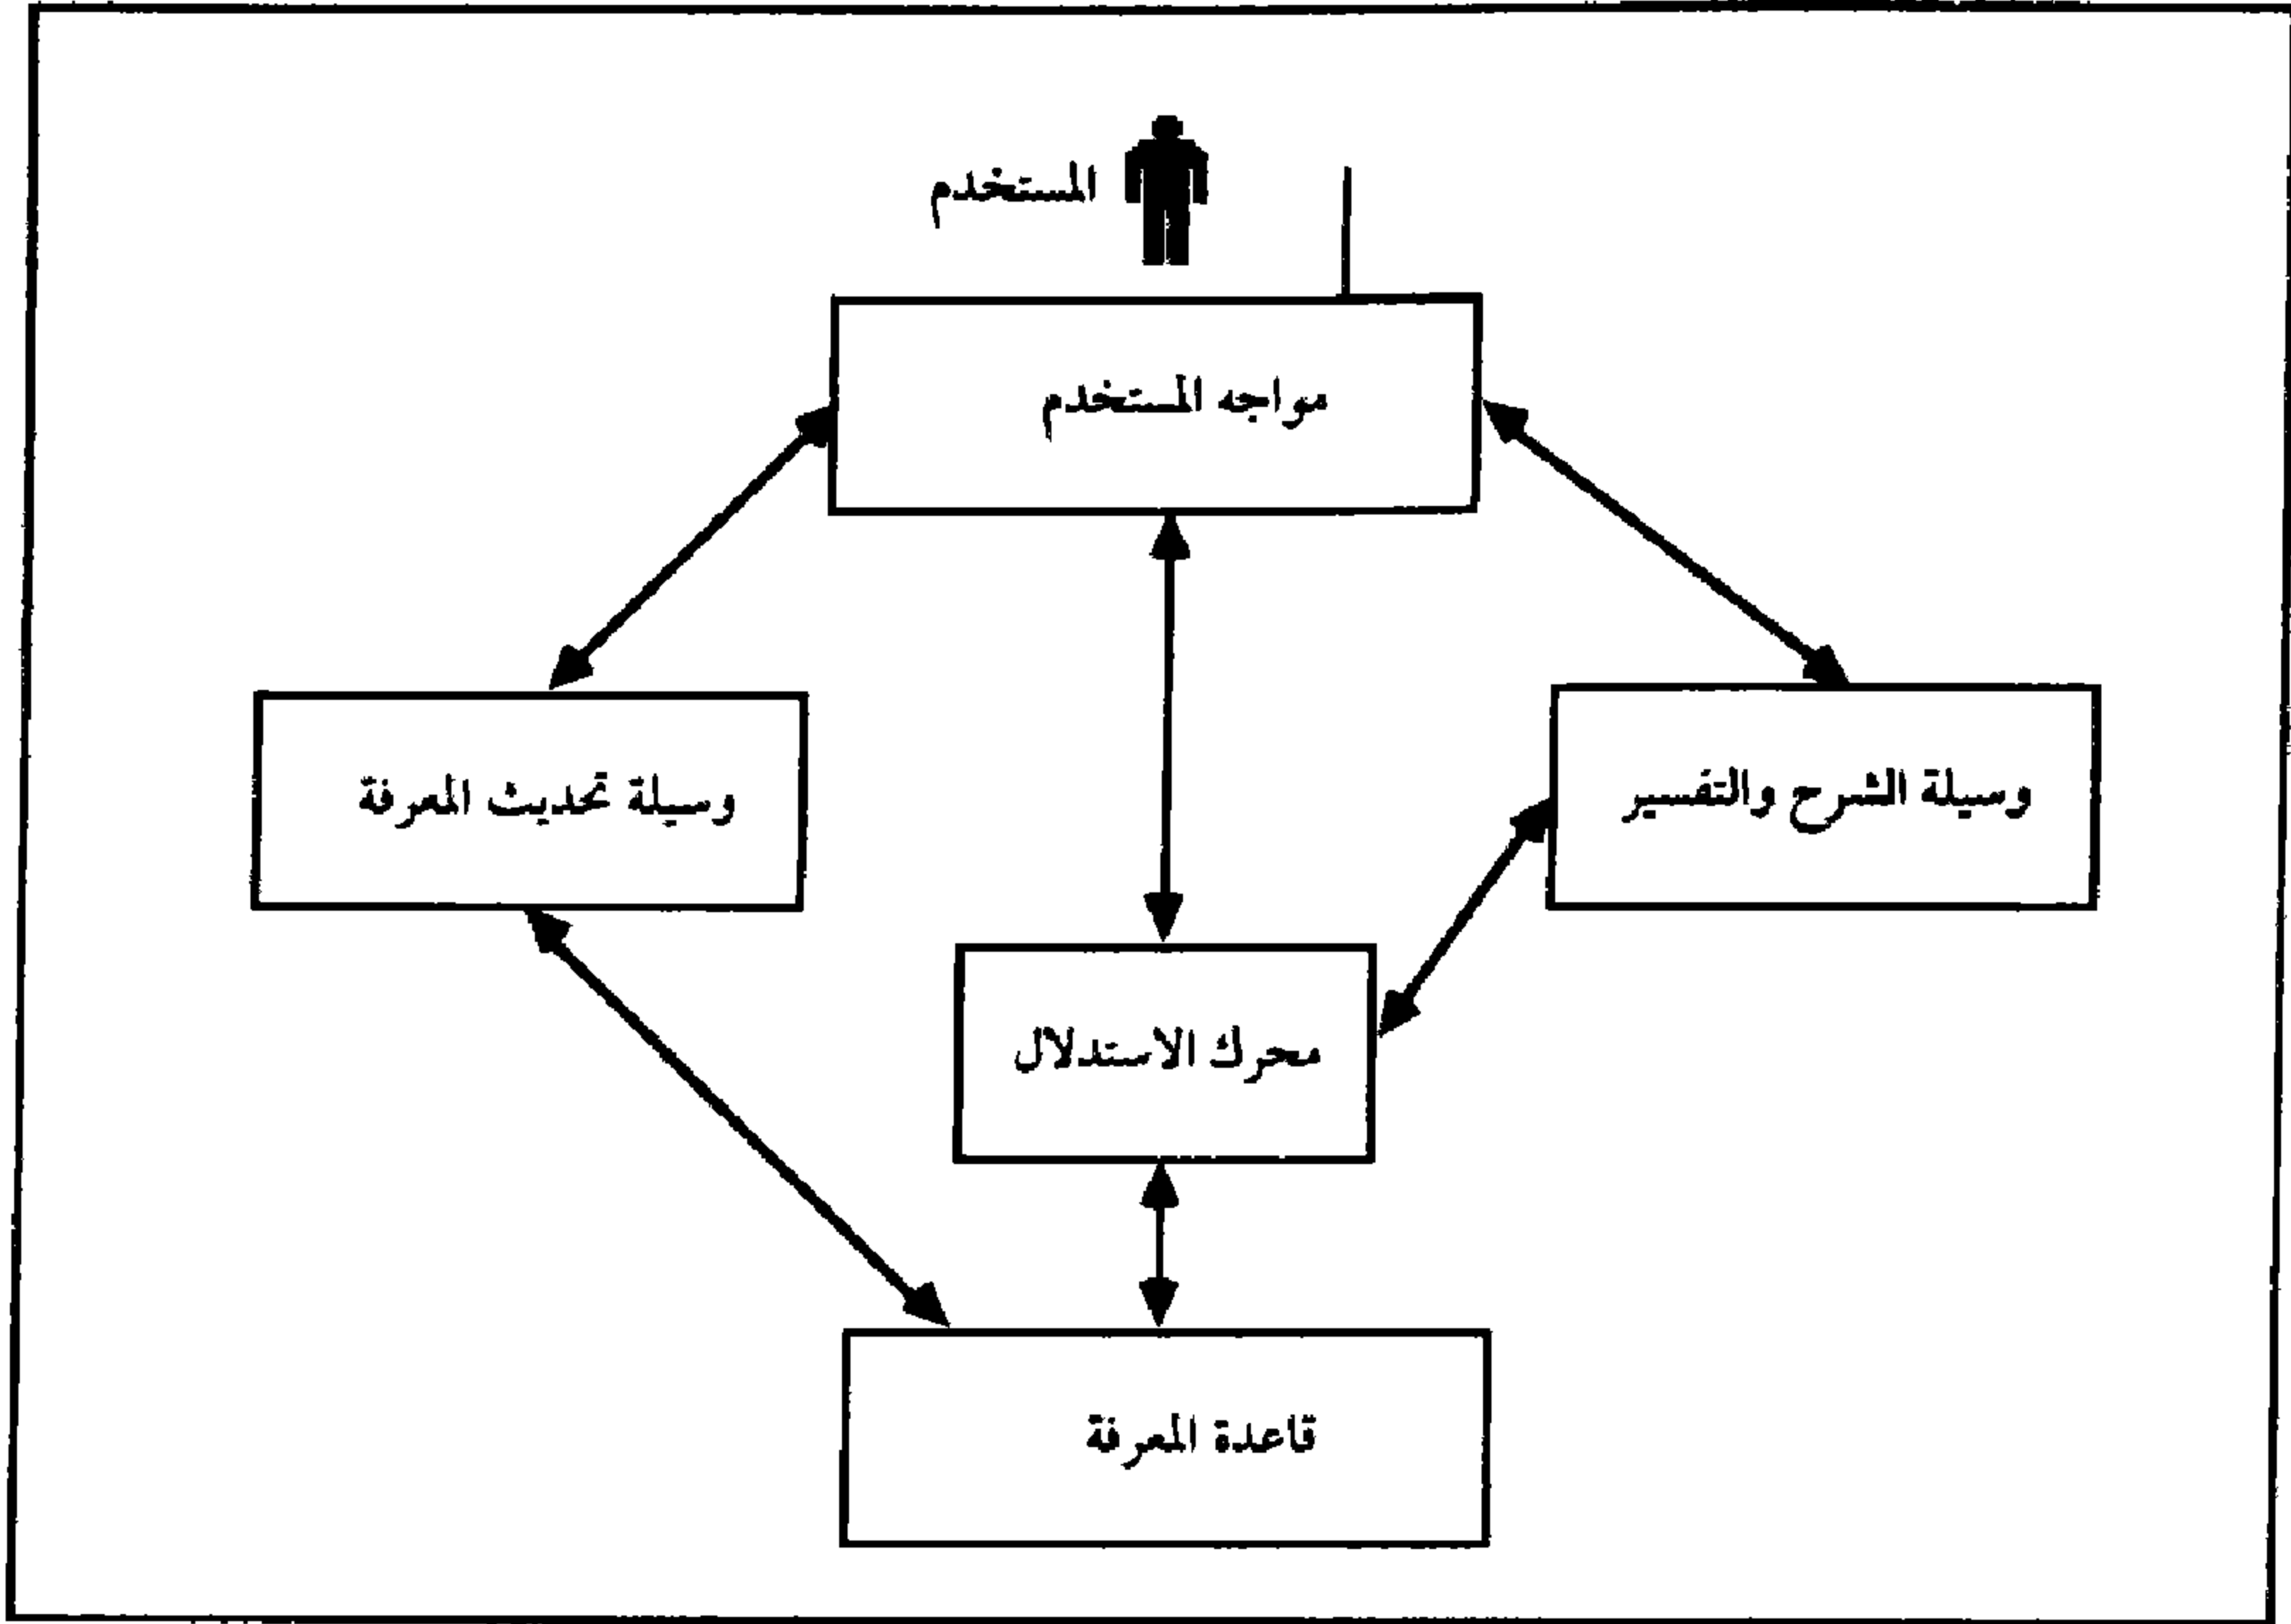 المستخدم
مواجه المستخدم
وسيلة الشرح والتفسير
وسيلة تحديث المعرفة
محرك الاستدلال
قاعدة المعرفة